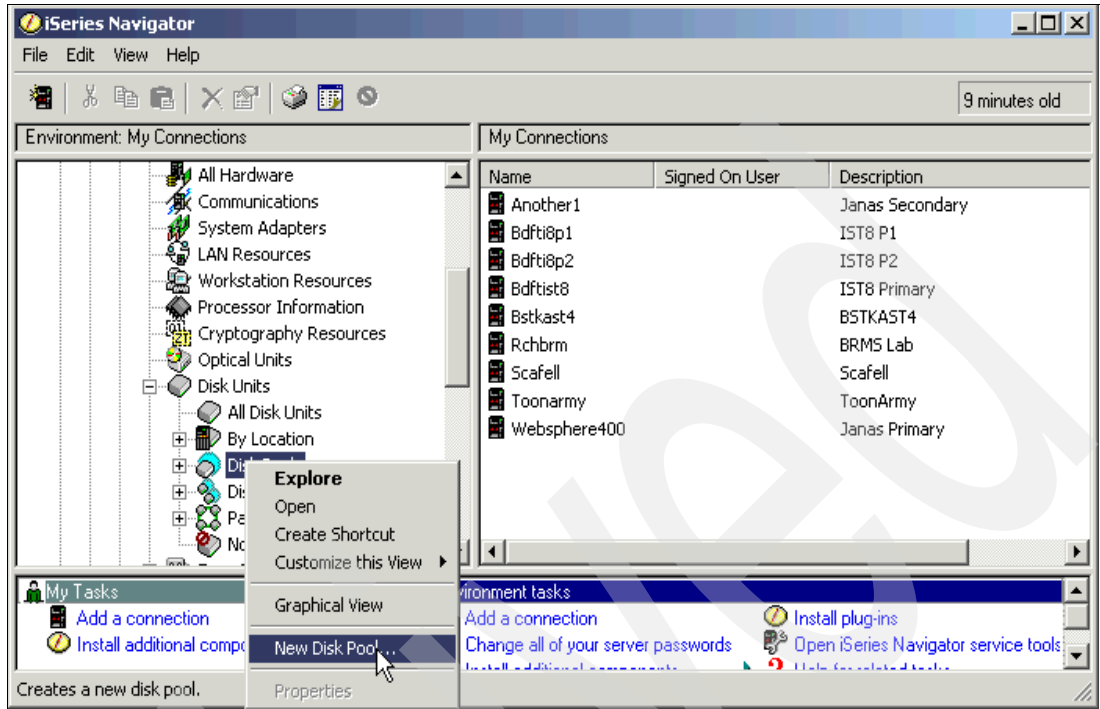 iSeries Navigator
File Edit View Help
9 minutes old
Environment: My Connections
My Connections
All Hardware
Communications
System Adapters
LAN Resources
Workstation Resources
Processor Information
Cryptography Resources
Optical Units
Disk Units
All Disk Units
By Location
Explore
Open
Create Shortcut
Customize this View
Graphical View
New Disk Pool...
Properties
Name Signed On User Description
Another1 Janas Secondary
Bdfti8p1 IST8 P1
Bdfti8p2 IST8 P2
Bdftist8 IST8 Primary
Bstkast4 BSTKAST4
Rchbrm BRMS Lab
Scafell Scafell
Toonarmy ToonArmy
Websphere400 Janas Primary
My Tasks
Add a connection
Install additional
tasks
Add a connection
Change all of your server passwords
Install plug-ins
Open iSeries Navigator service tools
Creates a new disk pool.